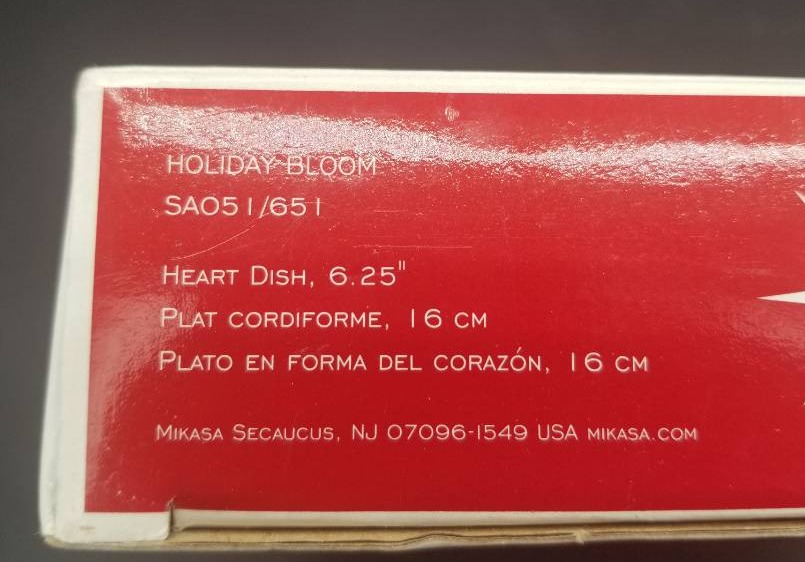 HOLIDAY BLOOM
SA051/651
HEART DISH, 6.25"
PLAT CORDIFORME, 16 CM
PLATO EN FORMA DEL CORAZÓN, 16 CM
MIKASA SECAUCUS, NJ 07096-1549 USA MIKASA.COM